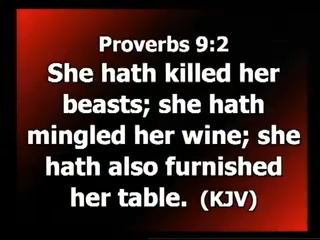 Proverbs 9:2
She hath killed her
beasts; she hath
mingled her wine; she
hath also furnished
her table. (KJV)